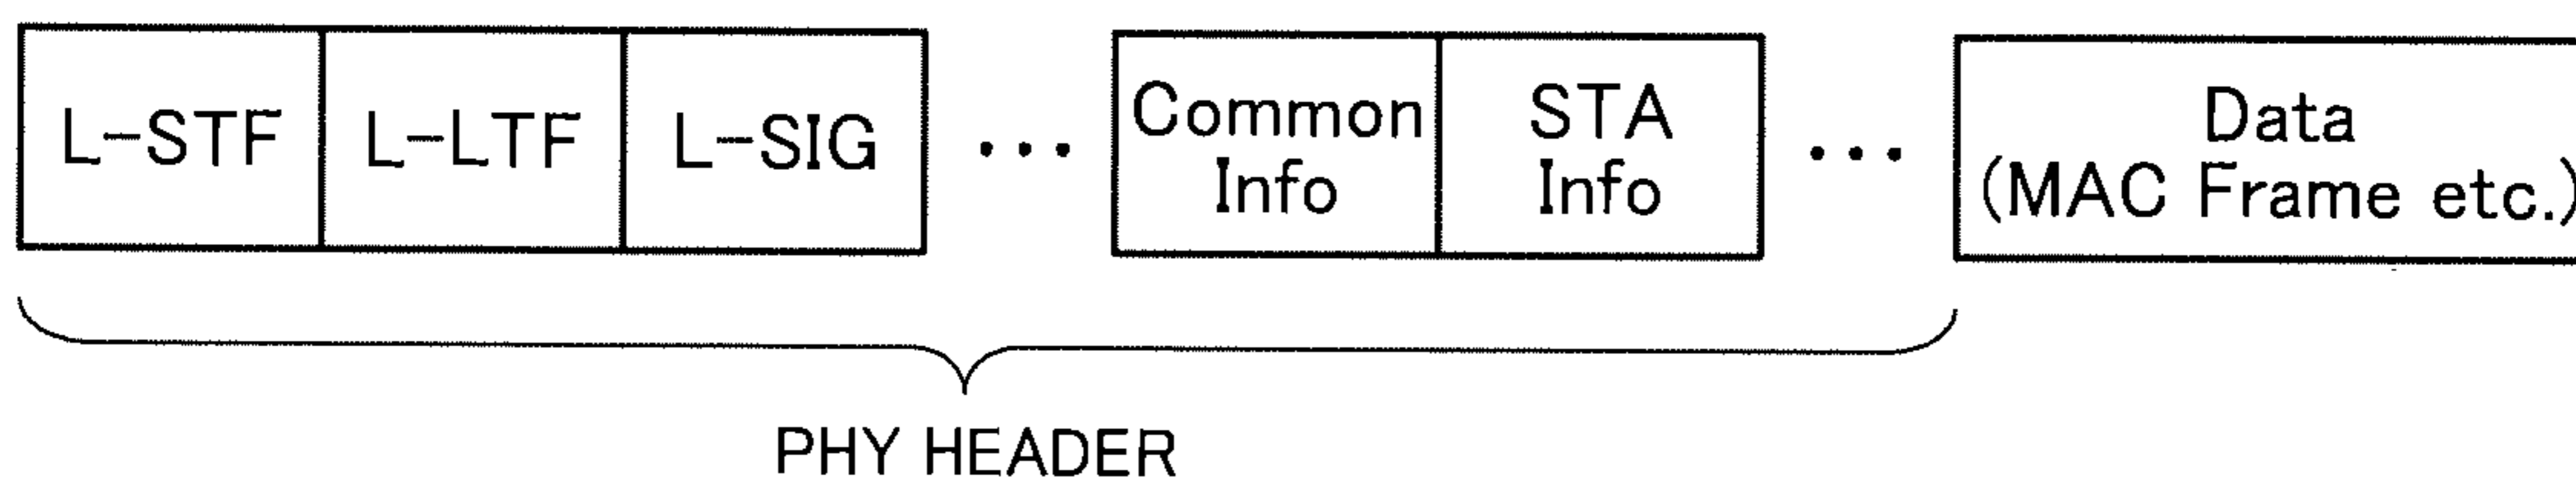 L-STF L-LTF L-SIG ... Common Info STA Info ... Data (MAC Frame etc.)
PHY HEADER